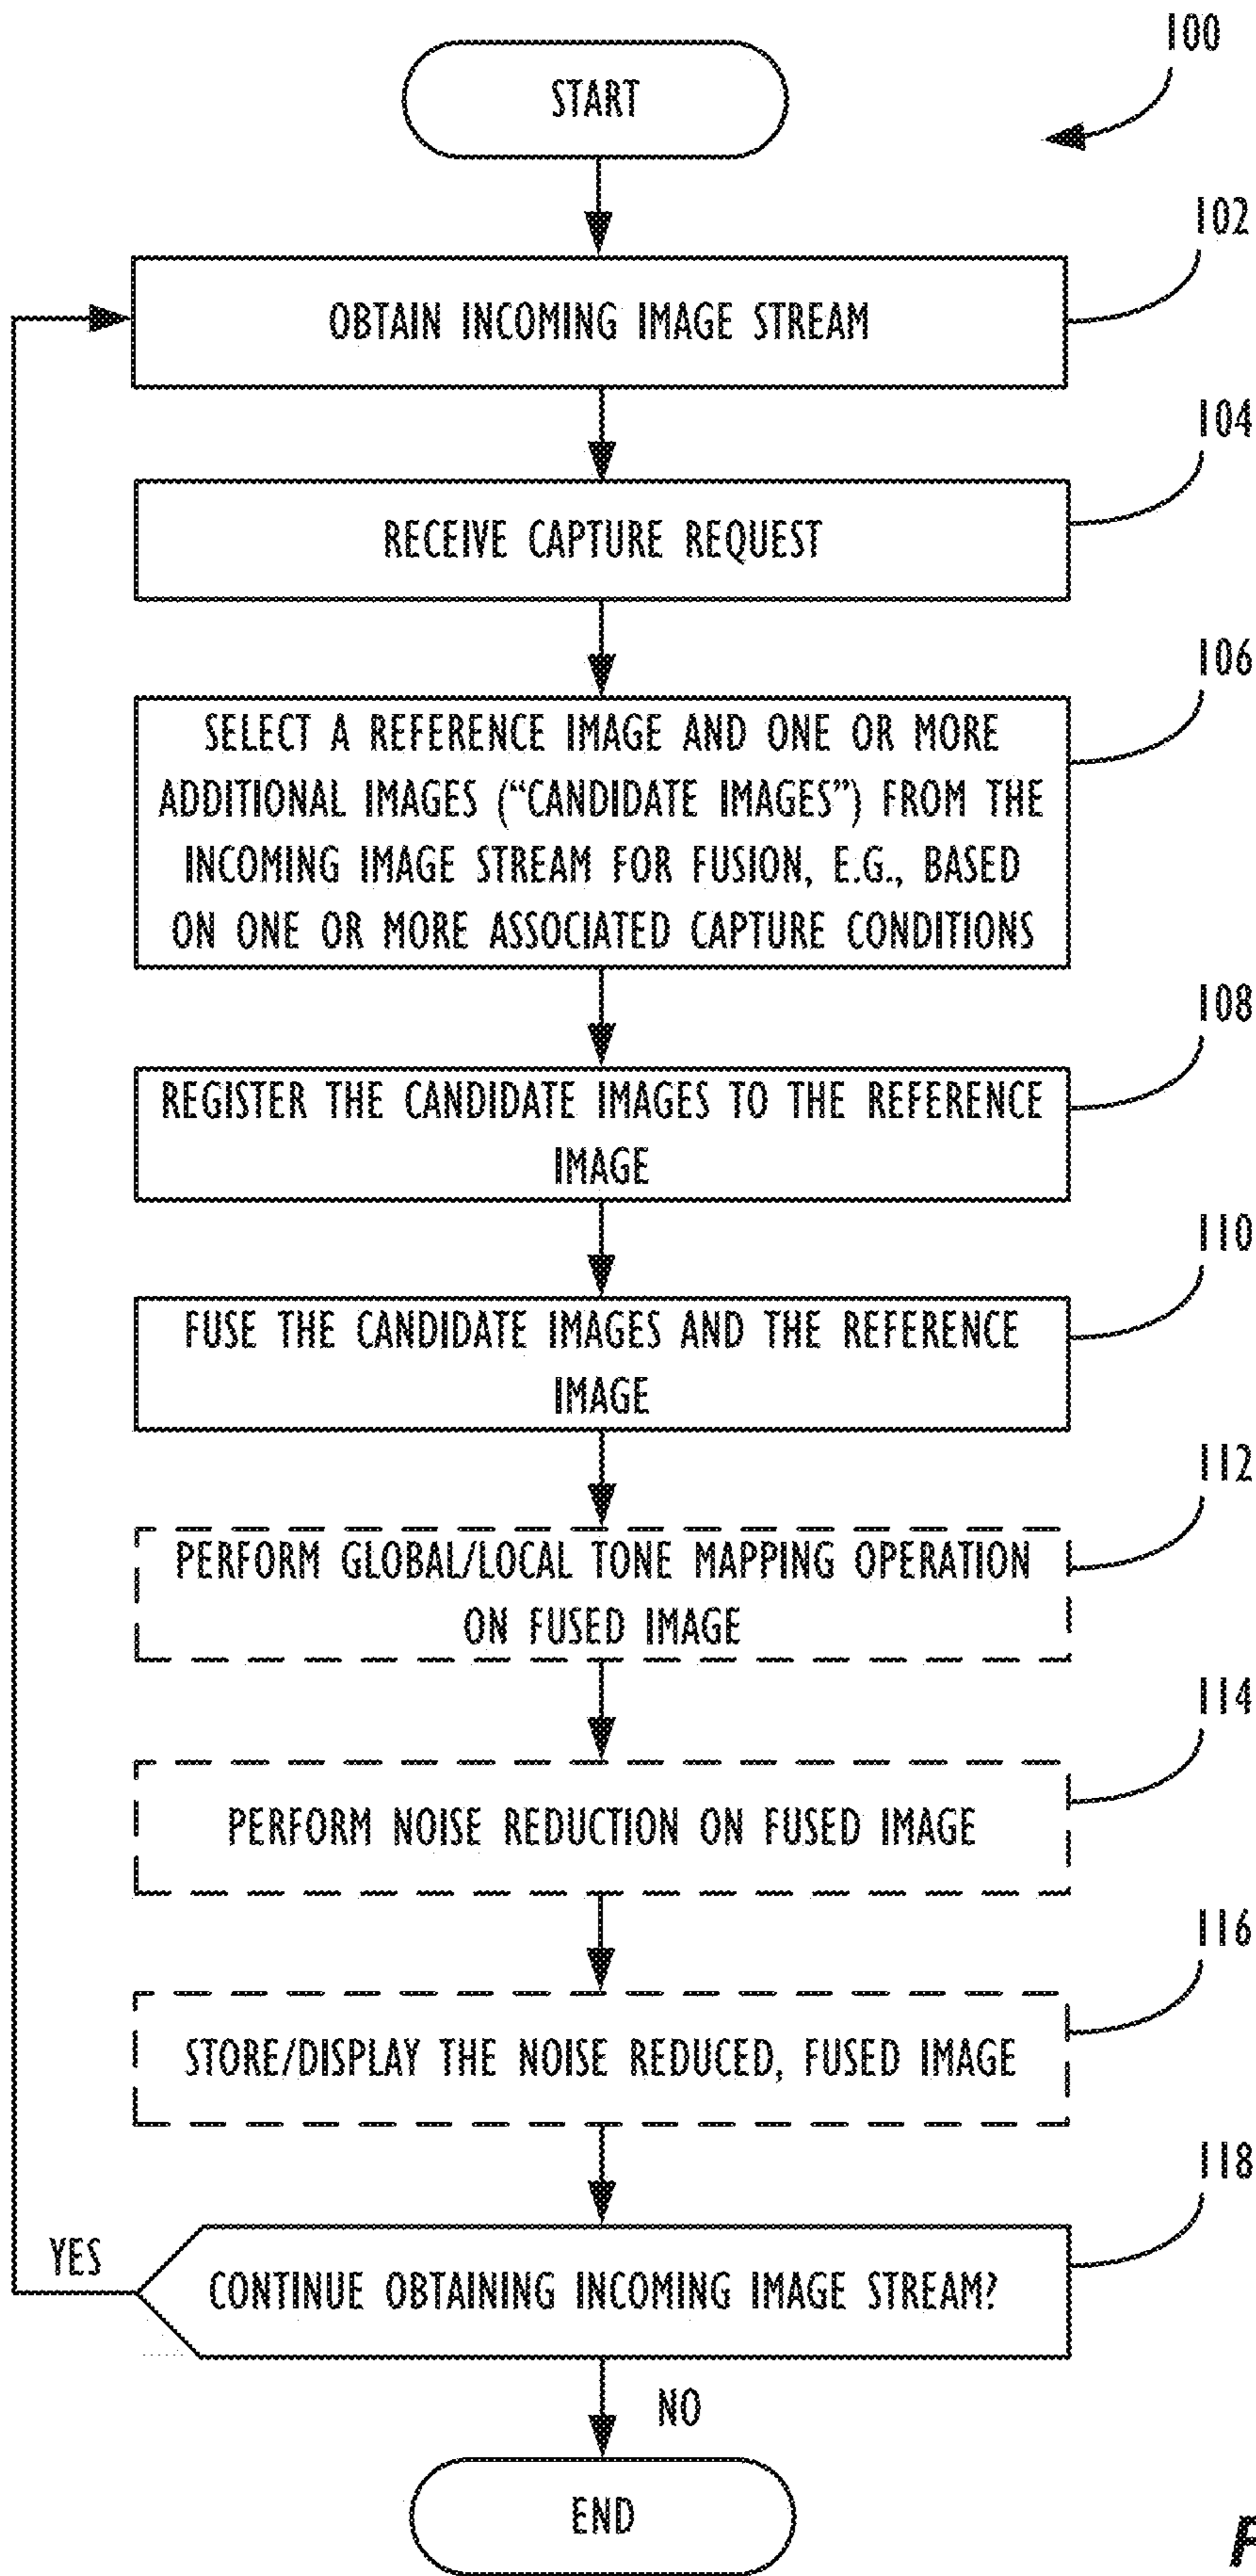 100
START
102
OBTAIN INCOMING IMAGE STREAM
104
RECEIVE CAPTURE REQUEST
106
SELECT A REFERENCE IMAGE AND ONE OR MORE
ADDITIONAL IMAGES (“CANDIDATE IMAGES”) FROM THE
INCOMING IMAGE STREAM FOR FUSION, E.G., BASED
ON ONE OR MORE ASSOCIATED CAPTURE CONDITIONS
108
REGISTER THE CANDIDATE IMAGES TO THE REFERENCE
IMAGE
110
FUSE THE CANDIDATE IMAGES AND THE REFERENCE
IMAGE
112
PERFORM GLOBAL/LOCAL TONE MAPPING OPERATION
ON FUSED IMAGE
114
PERFORM NOISE REDUCTION ON FUSED IMAGE
116
STORE/DISPLAY THE NOISE REDUCED, FUSED IMAGE
118
YES
CONTINUE OBTAINING INCOMING IMAGE STREAM?
NO
END
F